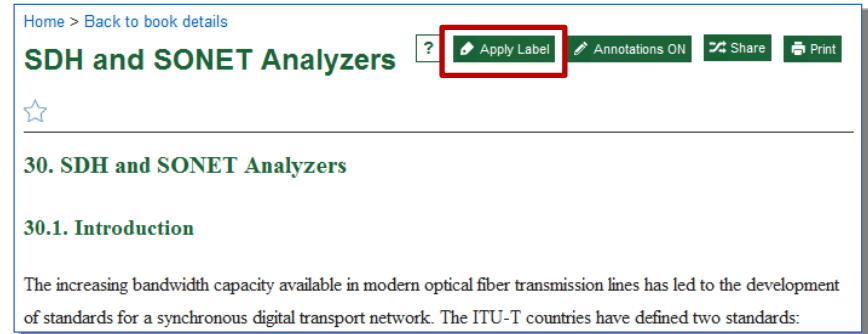 Home > Back to book details
SDH and SONET Analyzers
? Apply Label Annotations ON Share Print
30. SDH and SONET Analyzers
30.1. Introduction
The increasing bandwidth capacity available in modern optical fiber transmission lines has led to the development
of standards for a synchronous digital transport network. The ITU-T countries have defined two standards: